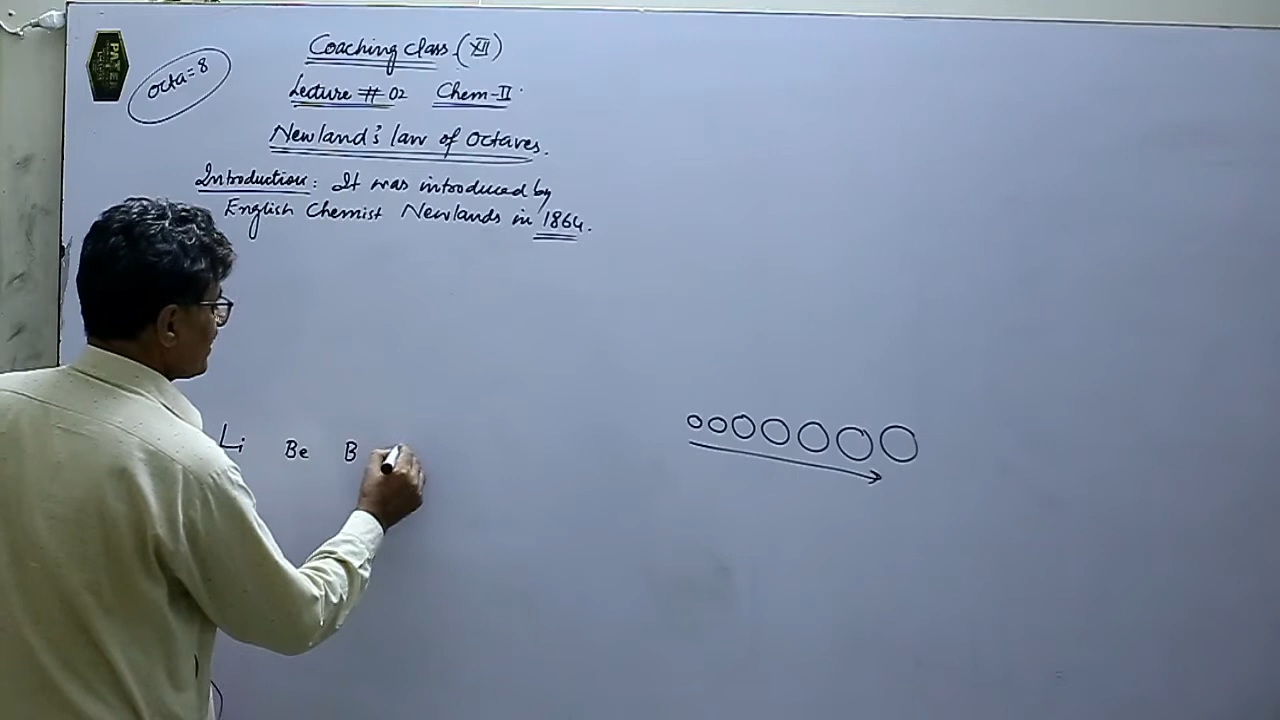 PATEL
octa=8
Coaching class (XII)
Lecture # 02 Chem-II
Newland's law of Octaves.
Introduction: It was introduced by
English Chemist Newlands in 1864.
Li Be B